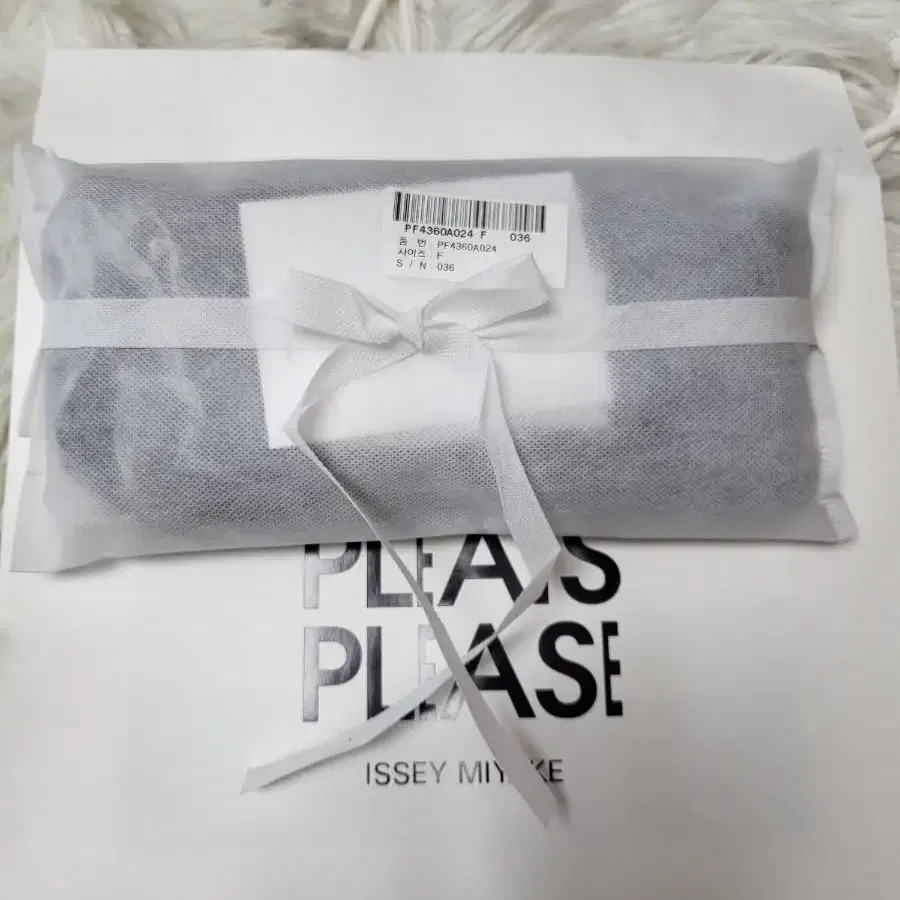 PF4360A024 F 036
품 번 : PF4360A024
사이즈 : F
S / N : 036
PLEATS
PLEASE
ISSEY MIYAKE